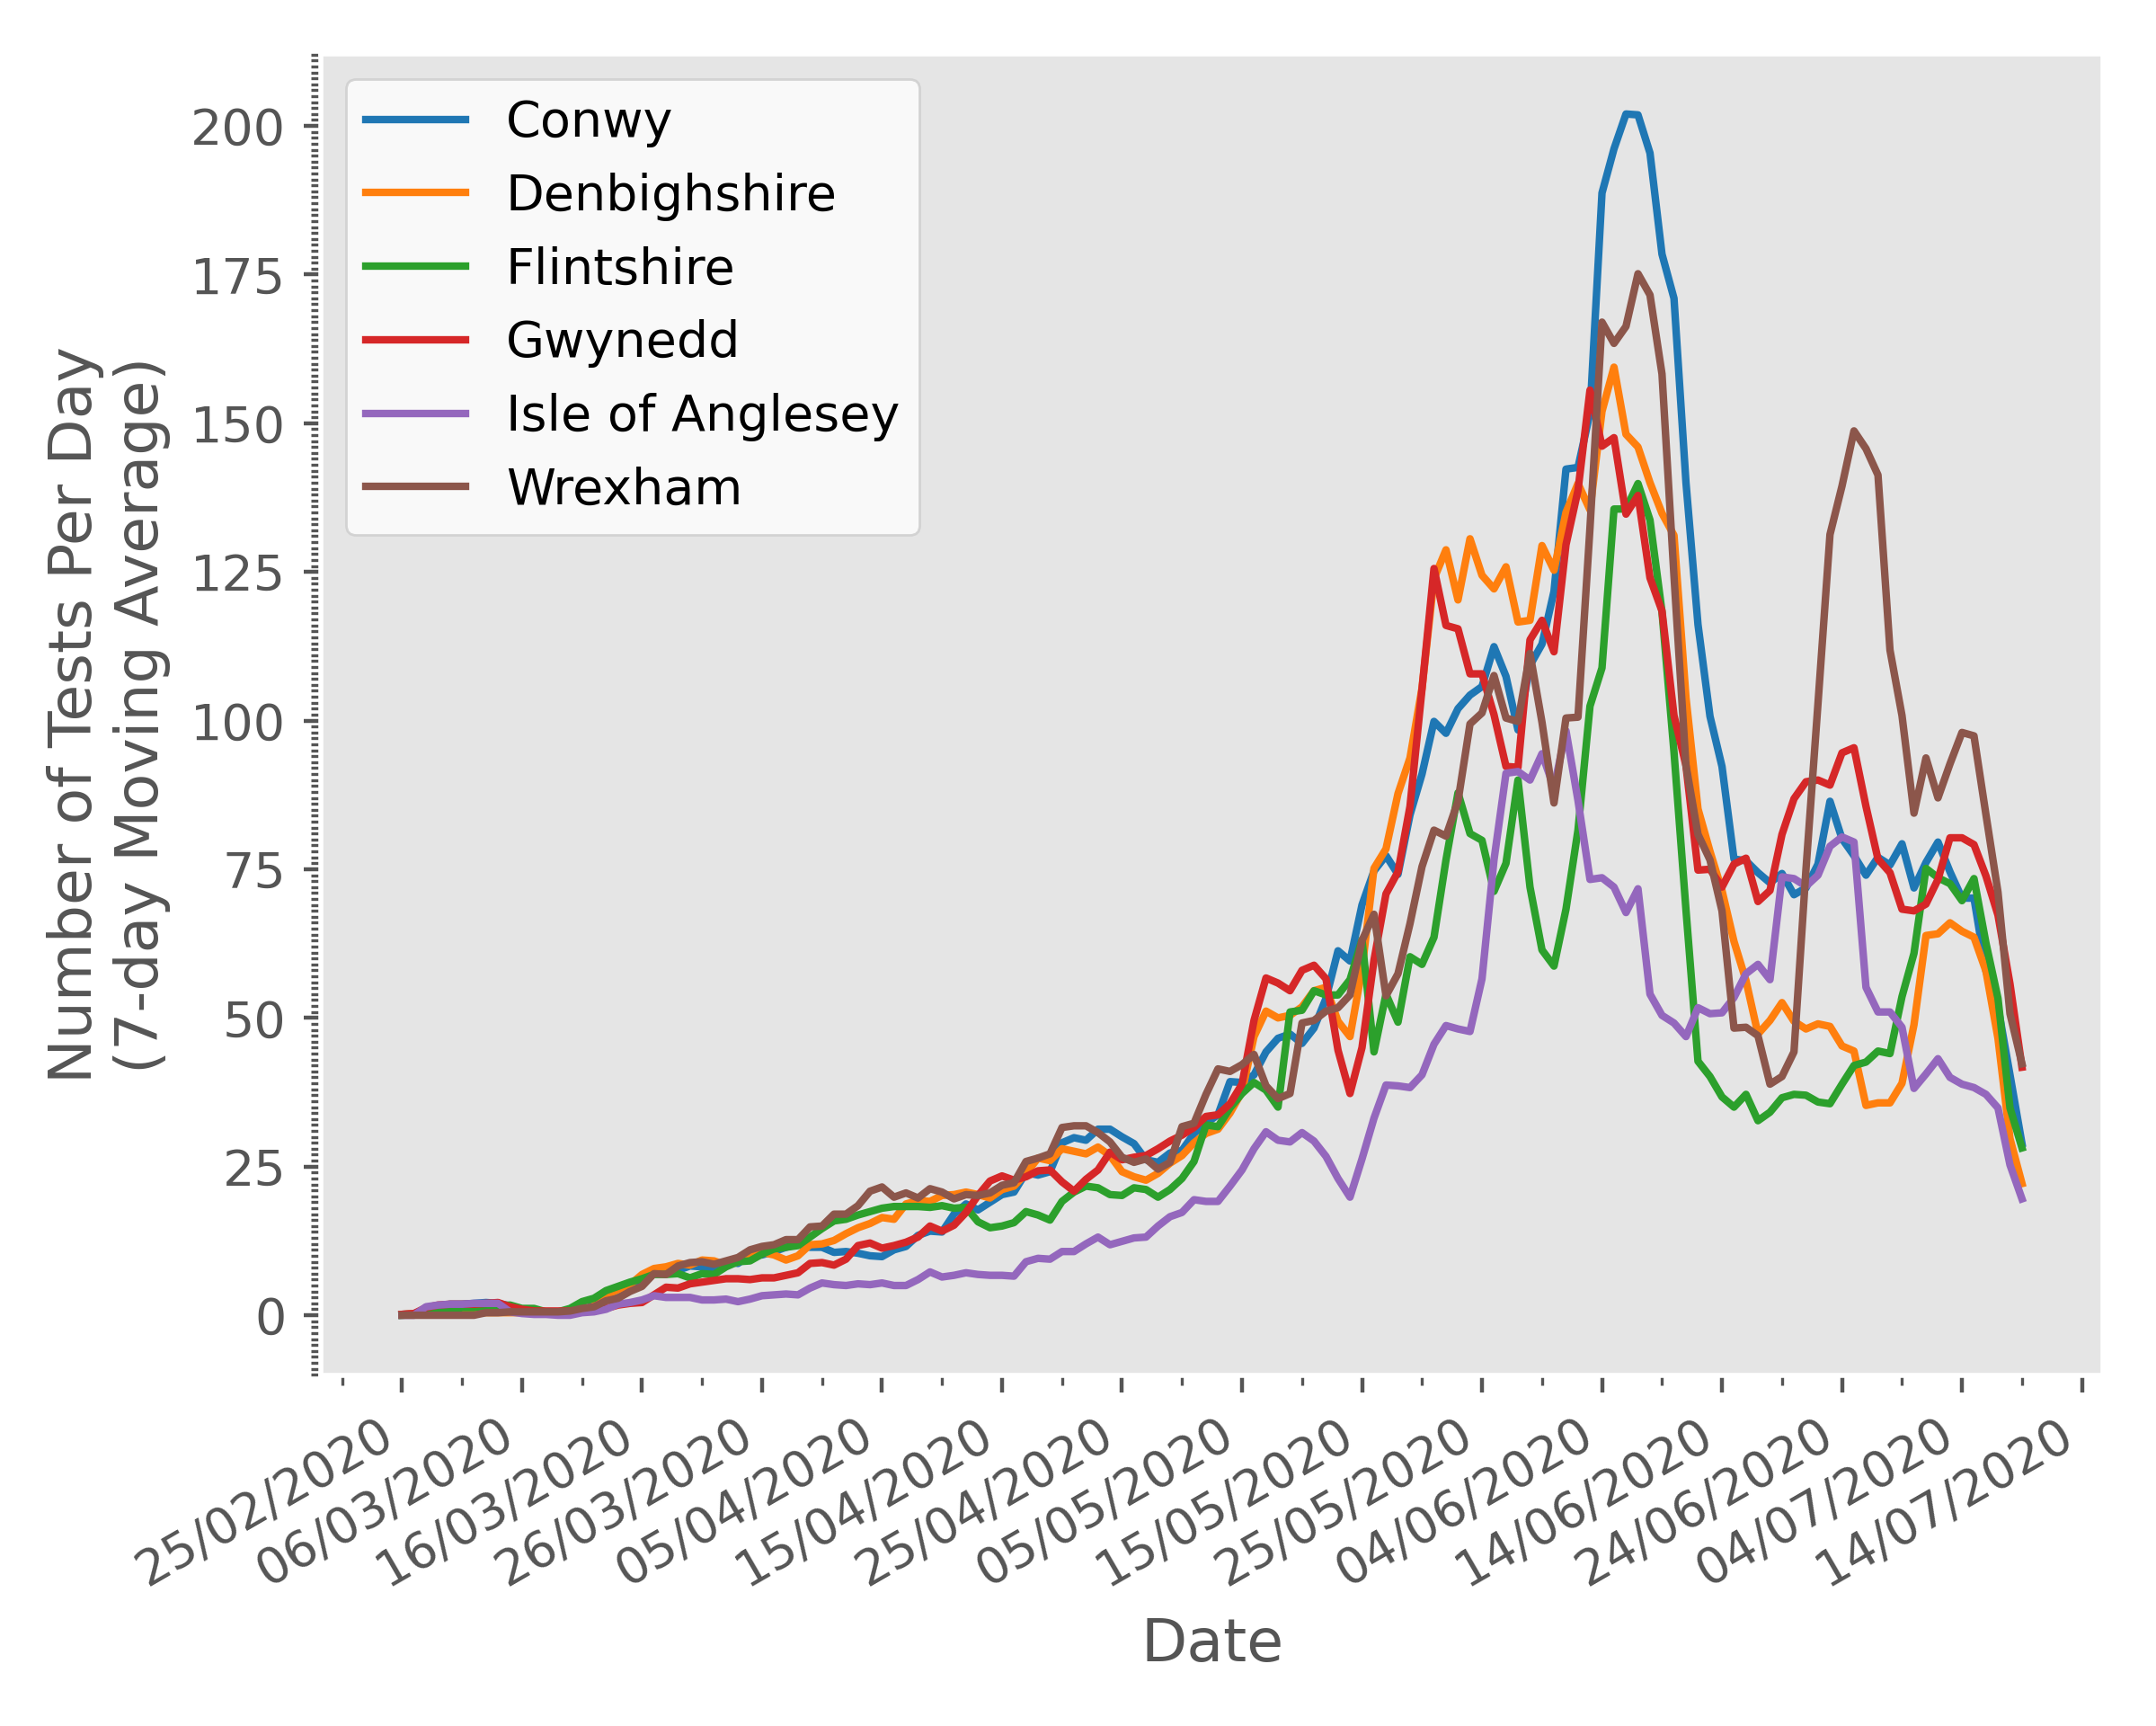 Conwy
Denbighshire
Flintshire
Gwynedd
Isle of Anglesey
Wrexham
200
175
150
125
100
75
50
25
0
Number of Tests Per Day
(7-day Moving Average)
25/02/2020
06/03/2020
16/03/2020
26/03/2020
05/04/2020
15/04/2020
25/04/2020
05/05/2020
15/05/2020
25/05/2020
04/06/2020
14/06/2020
24/06/2020
04/07/2020
14/07/2020
Date